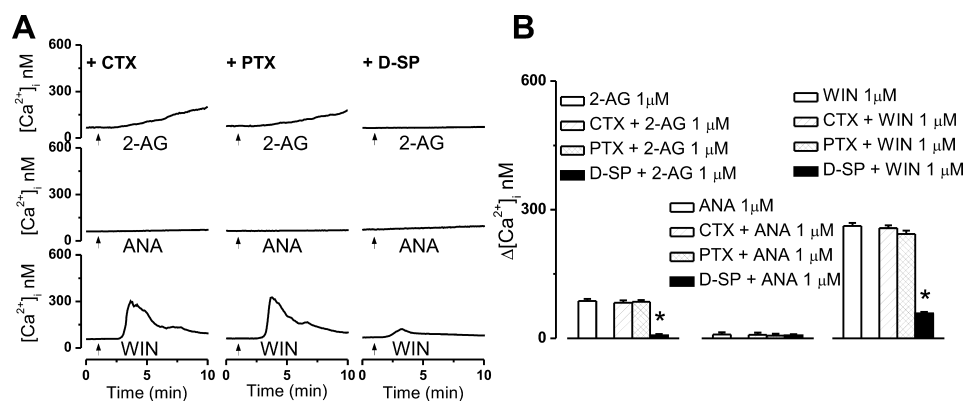 A
600
+ CTX
+ PTX
+ D-SP
[Ca2+]i nM
300
0
2-AG
2-AG
2-AG
600
[Ca2+]i nM
300
0
ANA
ANA
ANA
600
[Ca2+]i nM
300
0
WIN
WIN
WIN
0 5 10 0 5 10 0 5 10
Time (min)
Time (min)
Time (min)
B
600
Δ[Ca2+]i nM
300
0
2-AG 1µM
CTX + 2-AG 1 µM
PTX + 2-AG 1 µM
D-SP + 2-AG 1 µM
WIN 1µM
CTX + WIN 1 µM
PTX + WIN 1 µM
D-SP + WIN 1 µM
ANA 1µM
CTX + ANA 1 µM
PTX + ANA 1 µM
D-SP + ANA 1 µM
*
*